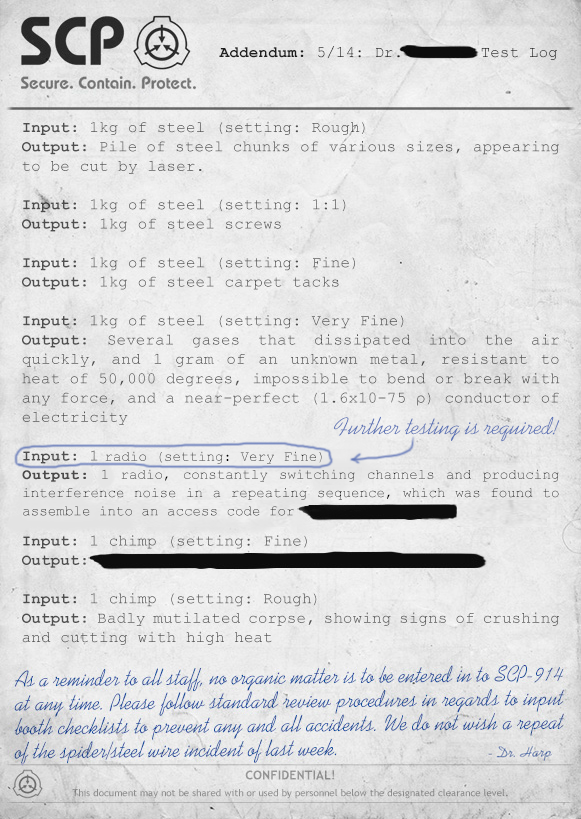 SCP
Addendum: 5/14: Dr. Test Log
Secure. Contain. Protect.
Input: 1kg of steel (setting: Rough)
Output: Pile of steel chunks of various sizes, appearing
to be cut by laser.
Input: 1kg of steel (setting: 1:1)
Output: 1kg of steel screws
Input: 1kg of steel (setting: Fine)
Output: 1kg of steel carpet tacks
Input: 1kg of steel (setting: Very Fine)
Output: Several gases that dissipated into the air
quickly, and 1 gram of an unknown metal, resistant to
heat of 50,000 degrees, impossible to bend or break with
any force, and a near-perfect (1.6x10-75 ρ) conductor of
electricity
Further testing is required!
Input: 1 radio (setting: Very Fine)
Output: 1 radio, constantly switching channels and producing
interference noise in a repeating sequence, which was found to
assemble into an access code for
Input: 1 chimp (setting: Fine)
Output:
Input: 1 chimp (setting: Rough)
Output: Badly mutilated corpse, showing signs of crushing
and cutting with high heat
As a reminder to all staff, no organic matter is to be entered in to SCP-914
at any time. Please follow standard review procedures in regards to input
booth checklists to prevent any and all accidents. We do not wish a repeat
of the spider/steel wire incident of last week.
- Dr. Harp
CONFIDENTIAL!
This document may not be shared with or used by personnel below the designated clearance level.